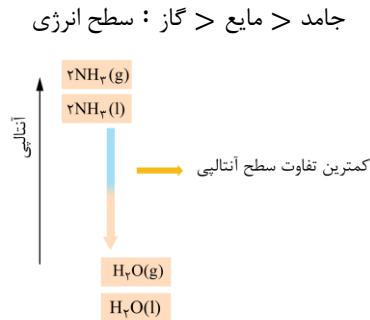 سطح انرژی : گاز > مایع > جامد
۲NH۳(g)
۲NH۳(l)
آنتالپی
کمترین تفاوت سطح آنتالپی
H۲O(g)
H۲O(l)